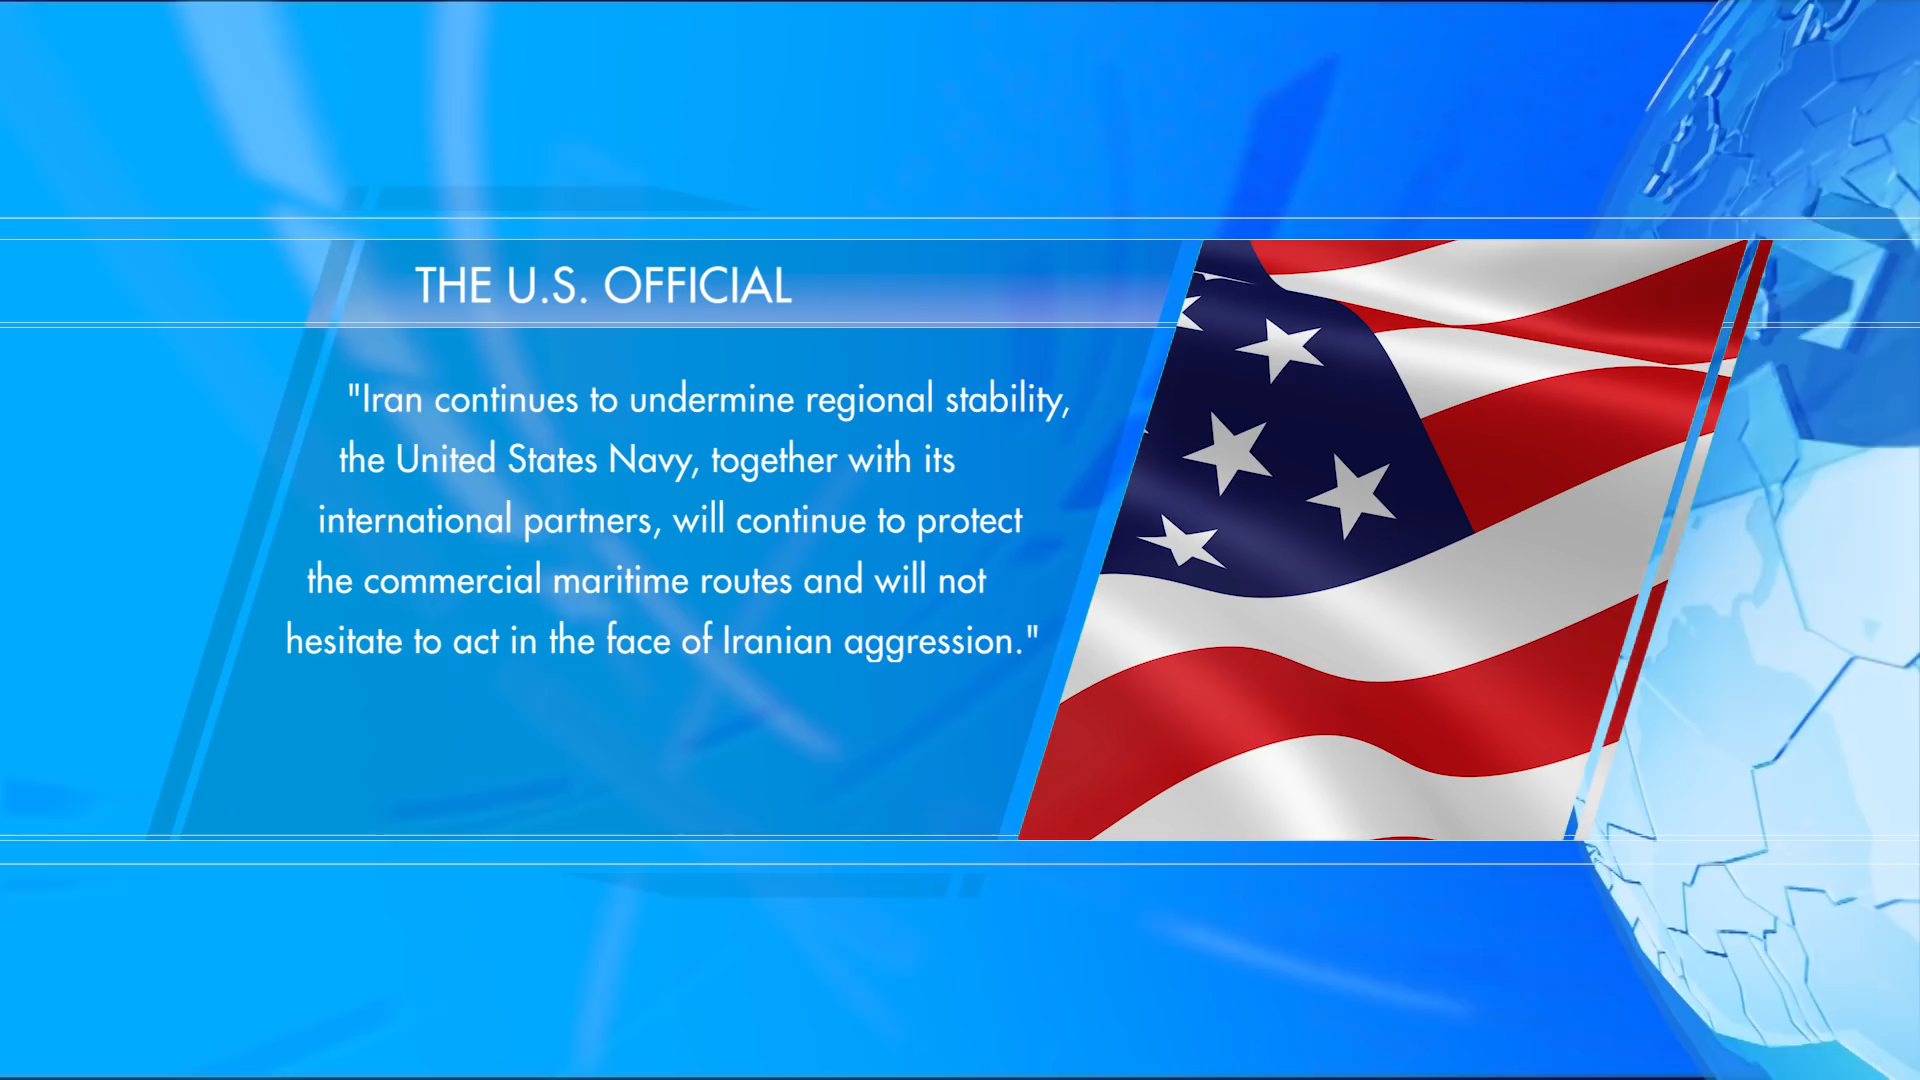 THE U.S. OFFICIAL
"Iran continues to undermine regional stability,
the United States Navy, together with its
international partners, will continue to protect
the commercial maritime routes and will not
hesitate to act in the face of Iranian aggression."